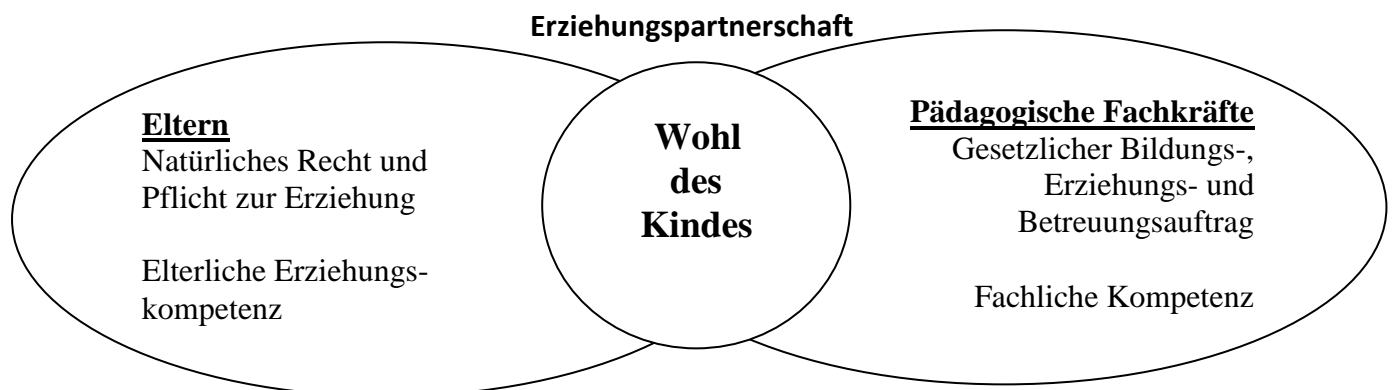 Erziehungspartnerschaft
Eltern
Natürliches Recht und
Pflicht zur Erziehung
Elterliche Erziehungs-
kompetenz
Wohl
des
Kindes
Pädagogische Fachkräfte
Gesetzlicher Bildungs-,
Erziehungs- und
Betreuungsauftrag
Fachliche Kompetenz